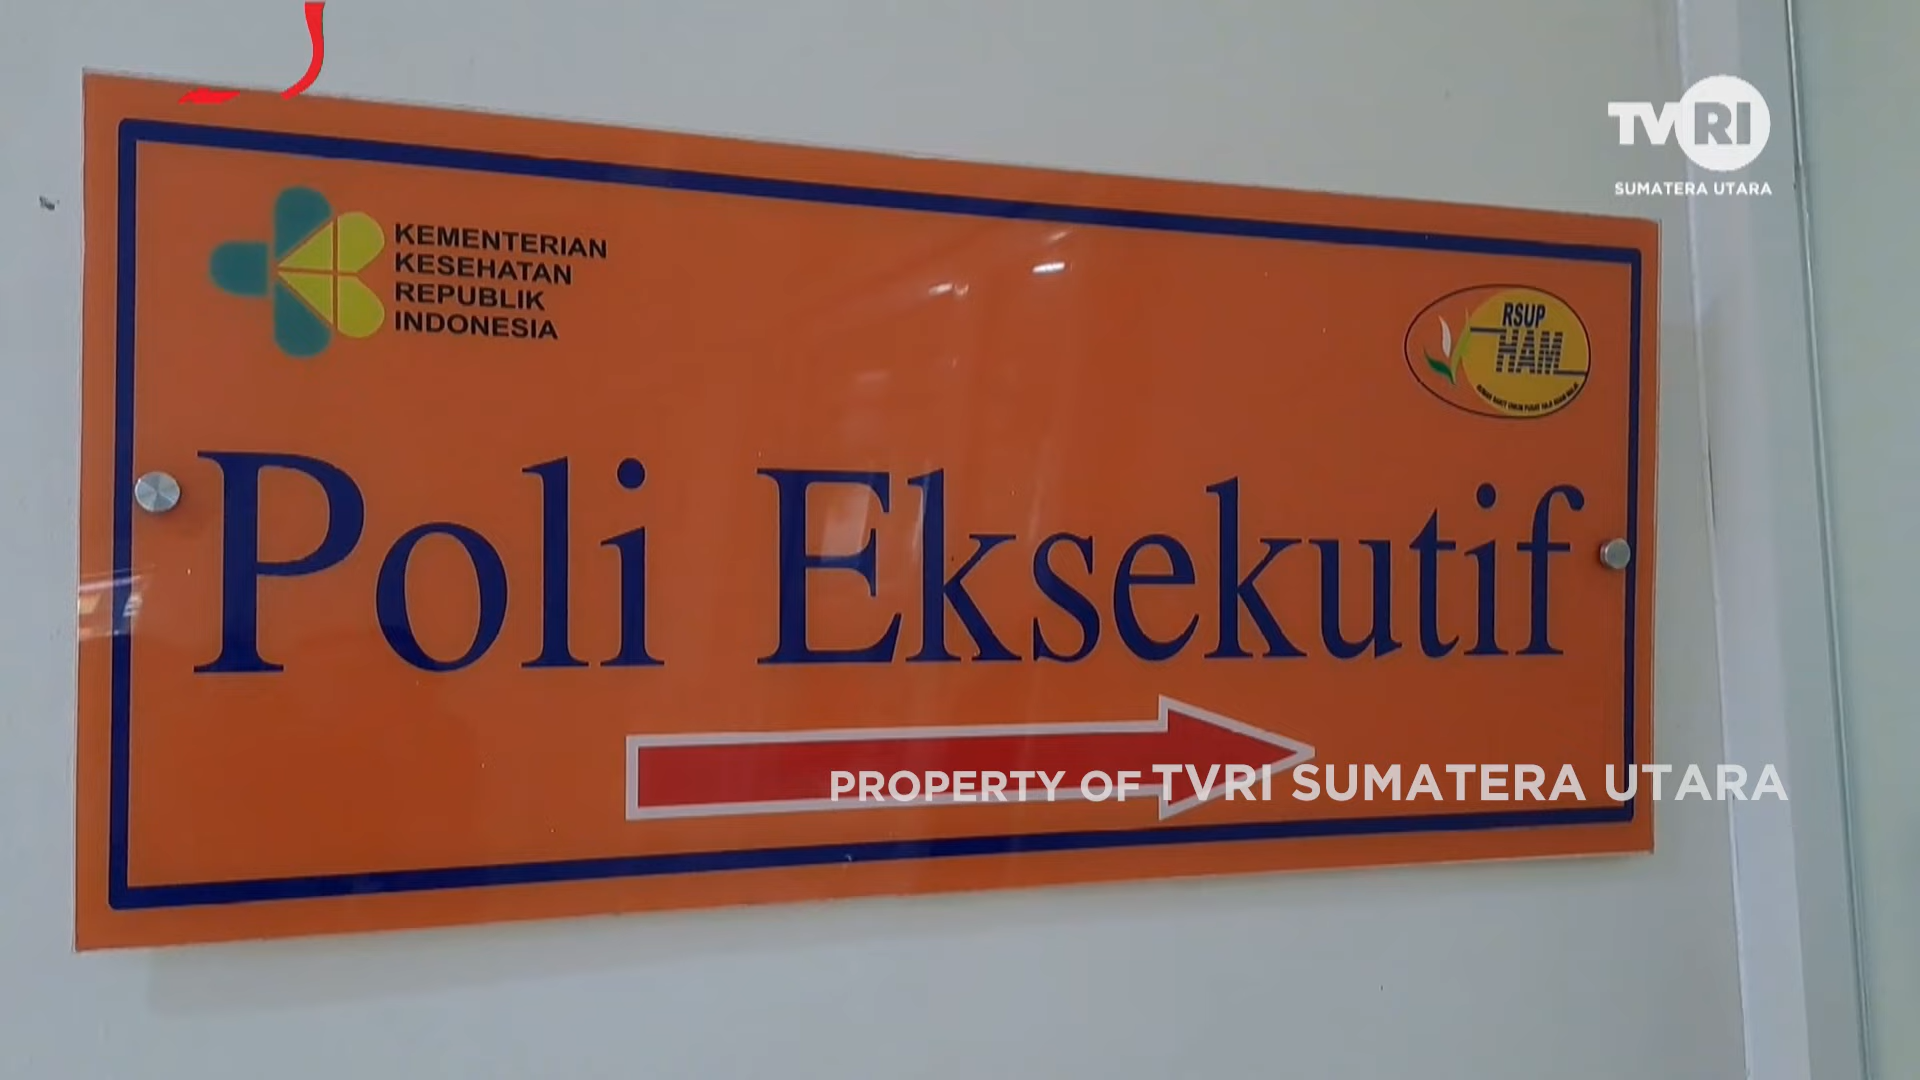 TVRI
SUMATERA UTARA
KEMENTERIAN
KESEHATAN
REPUBLIK
INDONESIA
RSUP
HAM
Poli Eksekutif
PROPERTY OF TVRI SUMATERA UTARA